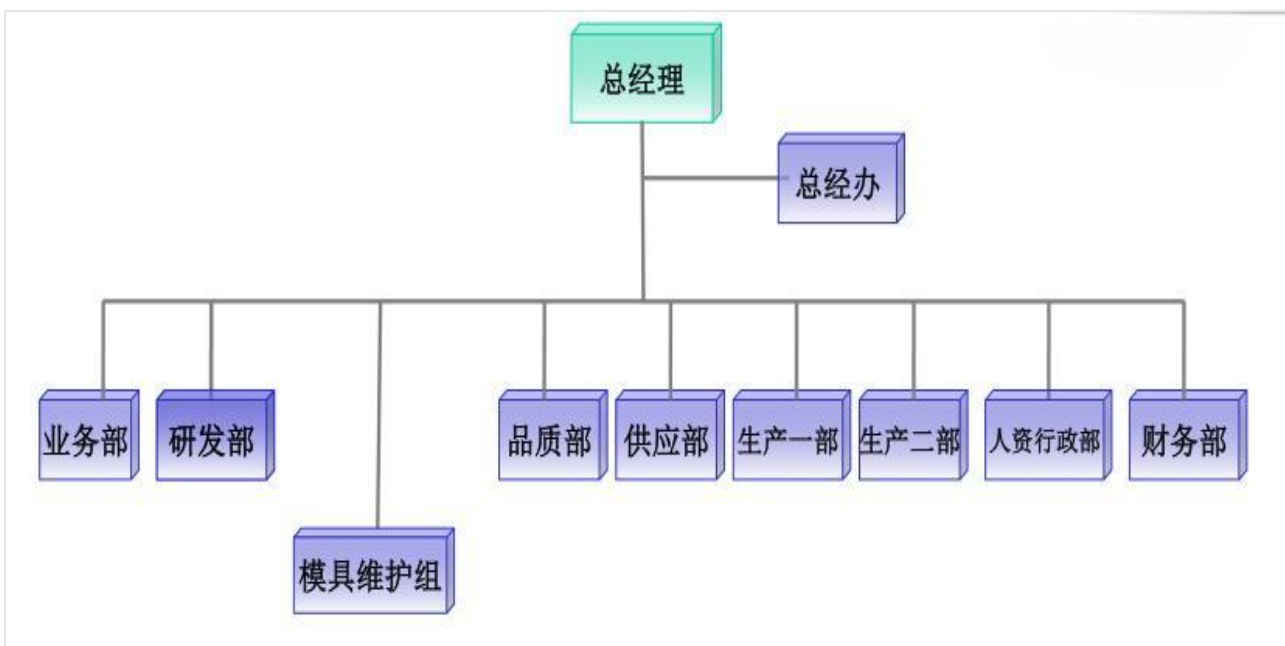 总经理
总经办
业务部
研发部
品质部
供应部
生产一部
生产二部
人资行政部
财务部
模具维护组